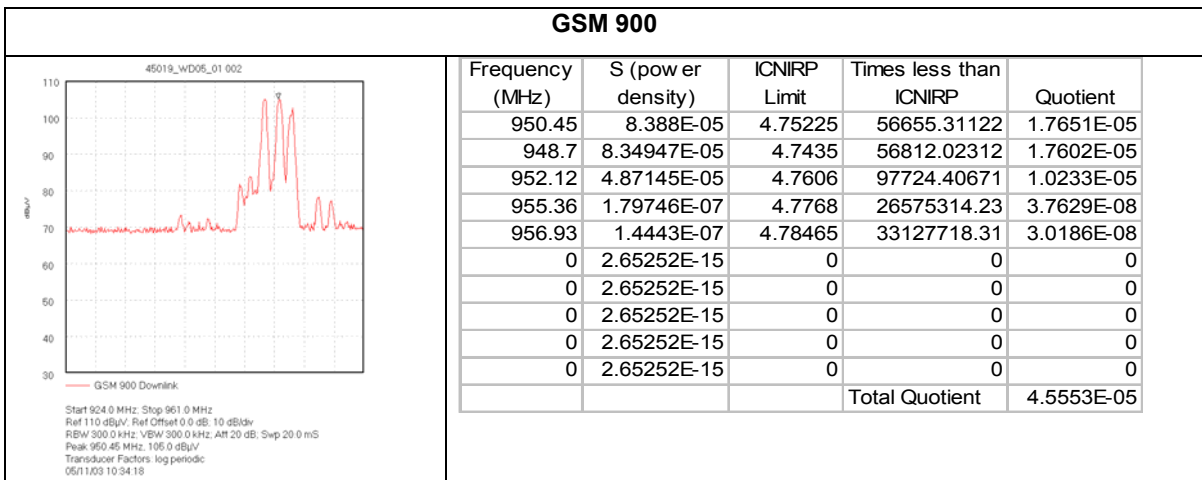 GSM 900
45019_WD05_01 002
110
100
90
80
70
60
50
40
30
dBµV
GSM 900 Downlink
Start 924.0 MHz; Stop 961.0 MHz
Ref 110 dBµV; Ref Offset 0.0 dB; 10 dB/div
RBW 300.0 kHz; VBW 300.0 kHz; Att 20 dB; Swp 20.0 mS
Peak 950.45 MHz, 105.0 dBµV
Transducer Factors: log periodic
05/11/03 10:34:18
Frequency (MHz) S (power density) ICNIRP Limit Times less than ICNIRP Quotient
950.45 8.388E-05 4.75225 56655.31122 1.7651E-05
948.7 8.34947E-05 4.7435 56812.02312 1.7602E-05
952.12 4.87145E-05 4.7606 97724.40671 1.0233E-05
955.36 1.79746E-07 4.7768 26575314.23 3.7629E-08
956.93 1.4443E-07 4.78465 33127718.31 3.0186E-08
0 2.65252E-15 0 0 0
0 2.65252E-15 0 0 0
0 2.65252E-15 0 0 0
0 2.65252E-15 0 0 0
0 2.65252E-15 0 0 0
Total Quotient 4.5553E-05